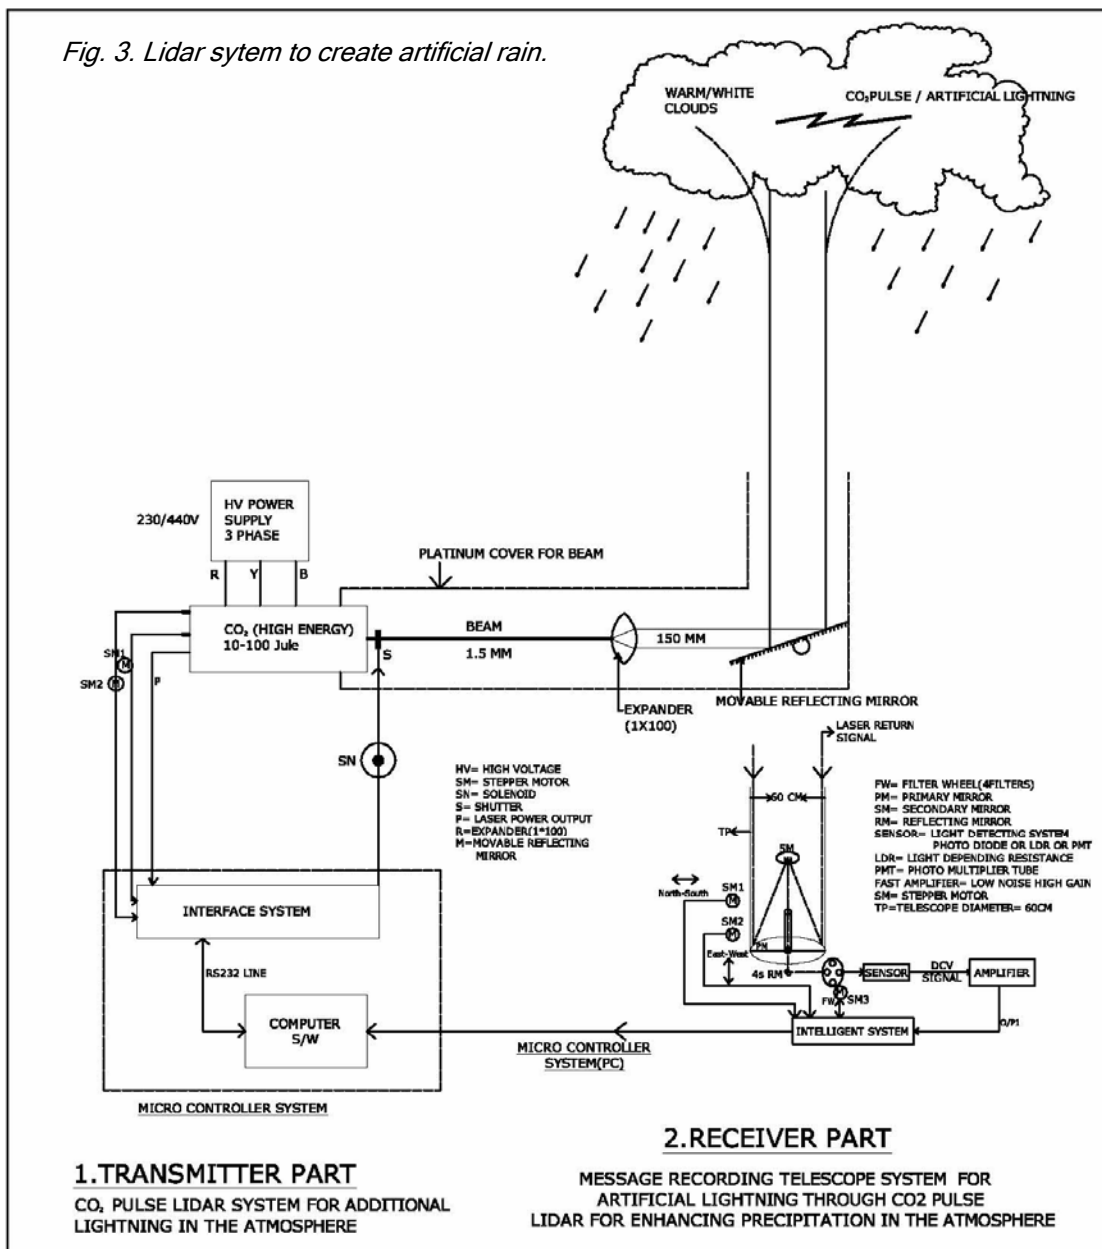 Fig. 3. Lidar sytem to create artificial rain.
WARM/WHITE
CLOUDS
CO₂PULSE / ARTIFICIAL LIGHTNING
HV POWER
SUPPLY
3 PHASE
230/440V
R
Y
B
PLATINUM COVER FOR BEAM
CO₂ (HIGH ENERGY)
10-100 Jule
BEAM
1.5 MM
S
150 MM
SM1
M
SM2
M
P
EXPANDER
(1X100)
MOVABLE REFLECTING MIRROR
LASER RETURN
SIGNAL
SN
HV= HIGH VOLTAGE
SM= STEPPER MOTOR
SN= SOLENOID
S= SHUTTER
P= LASER POWER OUTPUT
R=EXPANDER(1*100)
M=MOVABLE REFLECTING
MIRROR
60 CM
TP
SM
FW= FILTER WHEEL(4FILTERS)
PM= PRIMARY MIRROR
SM= SECONDARY MIRROR
RM= REFLECTING MIRROR
SENSOR= LIGHT DETECTING SYSTEM
PHOTO DIODE OR LDR OR PMT
LDR= LIGHT DEPENDING RESISTANCE
PMT= PHOTO MULTIPLIER TUBE
FAST AMPLIFIER= LOW NOISE HIGH GAIN
SM= STEPPER MOTOR
TP=TELESCOPE DIAMETER= 60CM
North-South
SM1
M
SM2
M
East-West
PM
4s RM
FW
M
SM3
SENSOR
DCV
SIGNAL
AMPLIFIER
O/P1
INTELLIGENT SYSTEM
INTERFACE SYSTEM
RS232 LINE
COMPUTER
S/W
MICRO CONTROLLER
SYSTEM(PC)
MICRO CONTROLLER SYSTEM
1.TRANSMITTER PART
CO₂ PULSE LIDAR SYSTEM FOR ADDITIONAL
LIGHTNING IN THE ATMOSPHERE
2.RECEIVER PART
MESSAGE RECORDING TELESCOPE SYSTEM FOR
ARTIFICIAL LIGHTNING THROUGH CO2 PULSE
LIDAR FOR ENHANCING PRECIPITATION IN THE ATMOSPHERE